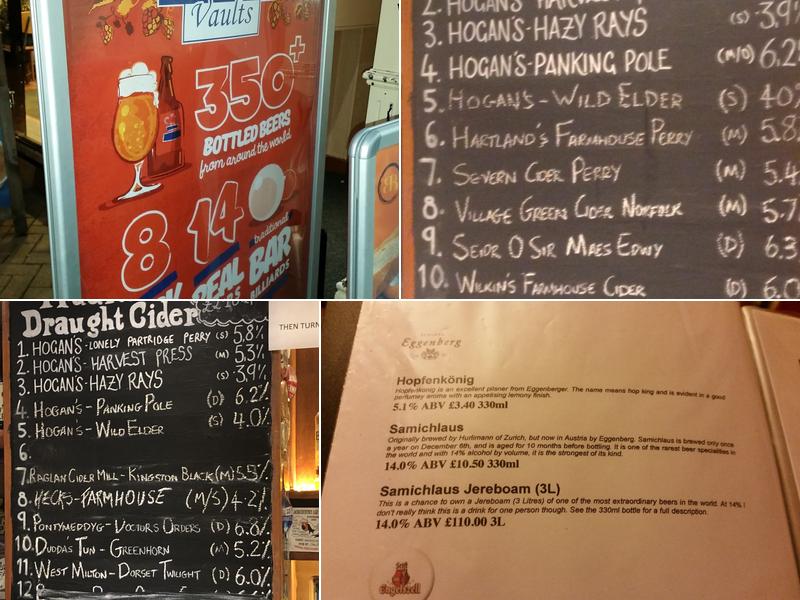 Vaults
350+
BOTTLED BEERS
from around the world
8 14
traditional
REAL BAR
BILLIARDS
2. HOGAN'S-
3. HOGAN'S-HAZY RAYS (S) 3.9%
4. HOGAN'S-PANKING POLE (M/D) 6.2
5. HOGAN'S-WILD ELDER (S) 40
6. HARTLAND'S FARMHOUSE PERRY (M) 5.8
7. SEVERN CIDER PERRY (M) 5.4
8. VILLAGE GREEN CIDER NORFOLK (M) 5.7
9. SEIDR O SIR MAES EDWY (D) 6.3
10. WILKIN'S FARMHOUSE CIDER (D) 6.0
Draught Cider
THEN TURN
1. HOGAN'S-LONELY PARTRIDGE PERRY (S) 5.8%
2. HOGAN'S-HARVEST PRESS (M) 5.3%
3. HOGAN'S-HAZY RAYS (S) 3.9%
4. HOGAN'S-PANKING POLE (D) 6.2%
5. HOGAN'S-WILD ELDER (S) 4.0%
6.
7. RAGLAN CIDER MILL-KINGSTON BLACK (M) 5.5%
8. HECKS-FARMHOUSE (M/S) 4.2%
9. PONTYMEDDYG-DOCTORS ORDERS (D) 6.8%
10. DUDDA'S TUN-GREENHORN (M) 5.2%
11. WEST MILTON-DORSET TWILIGHT (D) 6.0%
12
Eggenberg
Hopfenkönig
Hopfenkönig is an excellent pilsner from Eggenberger. The name means hop king and is evident in a good
perfumey aroma with an appetising lemony finish.
5.1% ABV £3.40 330ml
Samichlaus
Originally brewed by Hurlimann of Zurich, but now in Austria by Eggenberg. Samichlaus is brewed only once
a year on December 6th, and is aged for 10 months before bottling. It is one of the rarest beer specialities in
the world and with 14% alcohol by volume, it is the strongest of its kind.
14.0% ABV £10.50 330ml
Samichlaus Jereboam (3L)
This is a chance to own a Jereboam (3 Litres) of one of the most extraordinary beers in the world. At 14% I
don't really think this is a drink for one person though. See the 330ml bottle for a full description.
14.0% ABV £110.00 3L
Stift
Engelszell